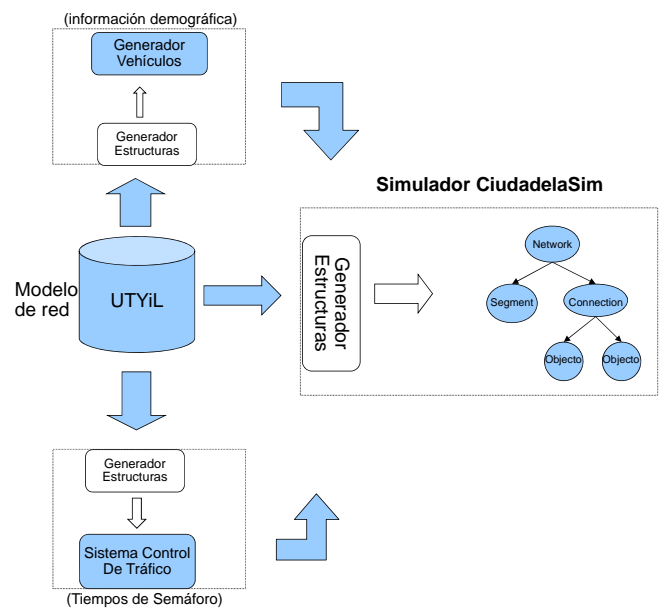 (información demográfica)
Generador
Vehículos
Generador
Estructuras
Simulador CiudadelaSim
Modelo
de red
UTYiL
Generador
Estructuras
Network
Segment
Connection
Objecto
Objecto
Generador
Estructuras
Sistema Control
De Tráfico
(Tiempos de Semáforo)